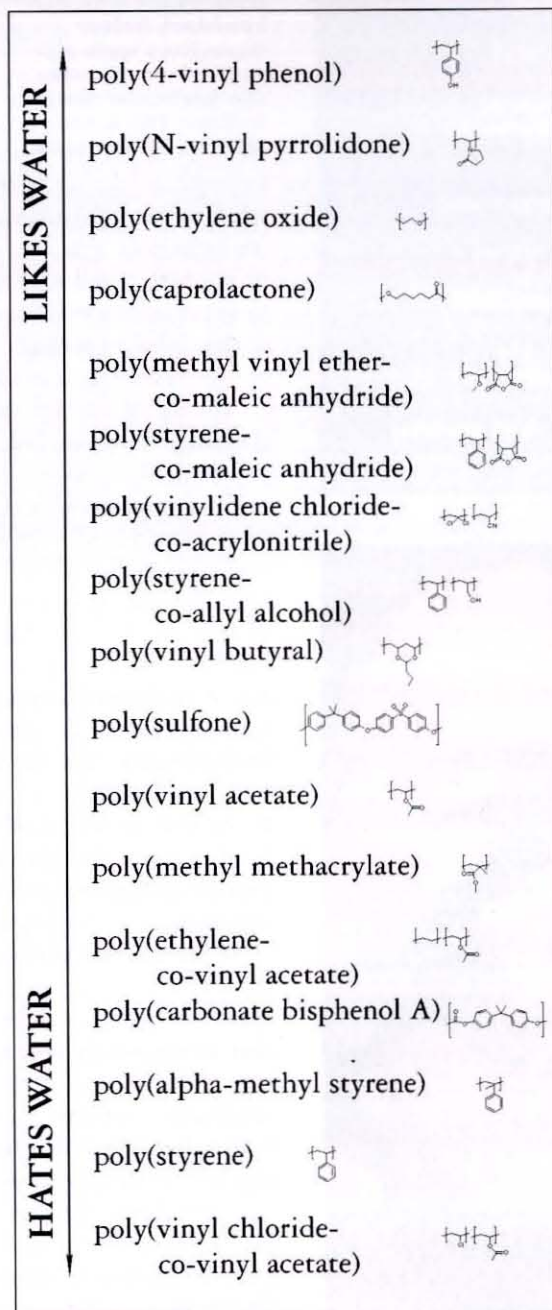 LIKES WATER
poly(4-vinyl phenol)
poly(N-vinyl pyrrolidone)
poly(ethylene oxide)
poly(caprolactone)
poly(methyl vinyl ether-
co-maleic anhydride)
poly(styrene-
co-maleic anhydride)
poly(vinylidene chloride-
co-acrylonitrile)
poly(styrene-
co-allyl alcohol)
poly(vinyl butyral)
poly(sulfone)
poly(vinyl acetate)
poly(methyl methacrylate)
poly(ethylene-
co-vinyl acetate)
poly(carbonate bisphenol A)
poly(alpha-methyl styrene)
poly(styrene)
poly(vinyl chloride-
co-vinyl acetate)
HATES WATER